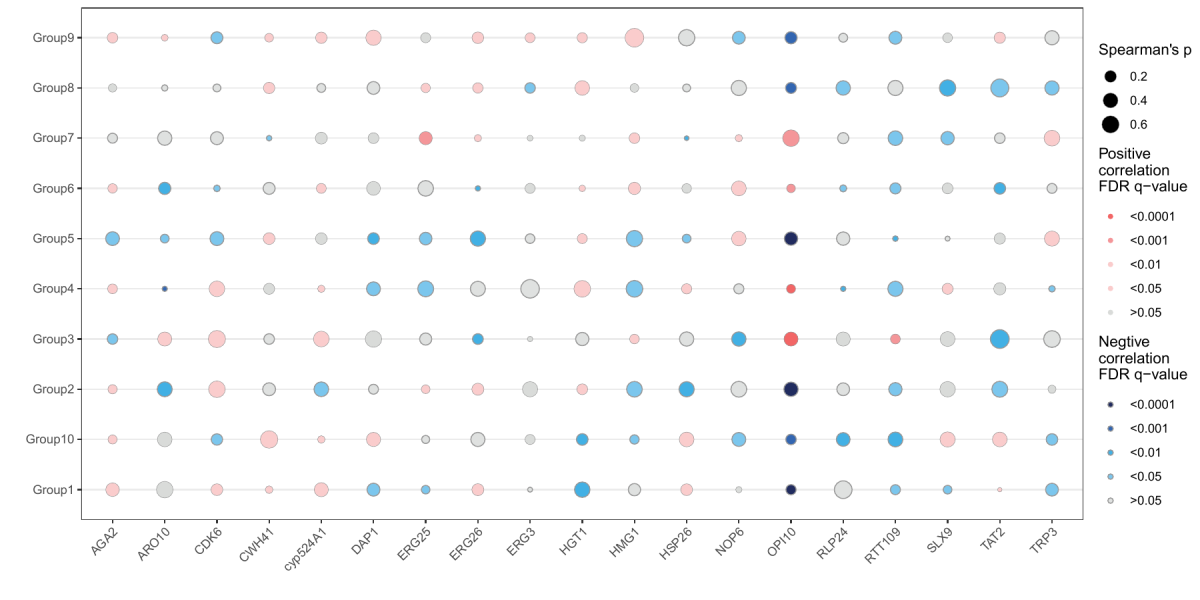 Group9
Group8
Group7
Group6
Group5
Group4
Group3
Group2
Group10
Group1
AGA2
ARO10
CDK6
CWH41
cyp524A1
DAP1
ERG25
ERG26
ERG3
HGT1
HMG1
HSP26
NOP6
OPI10
RLP24
RTT109
SLX9
TAT2
TRP3
Spearman's p
0.2
0.4
0.6
Positive
correlation
FDR q−value
<0.0001
<0.001
<0.01
<0.05
>0.05
Negtive
correlation
FDR q−value
<0.0001
<0.001
<0.01
<0.05
>0.05